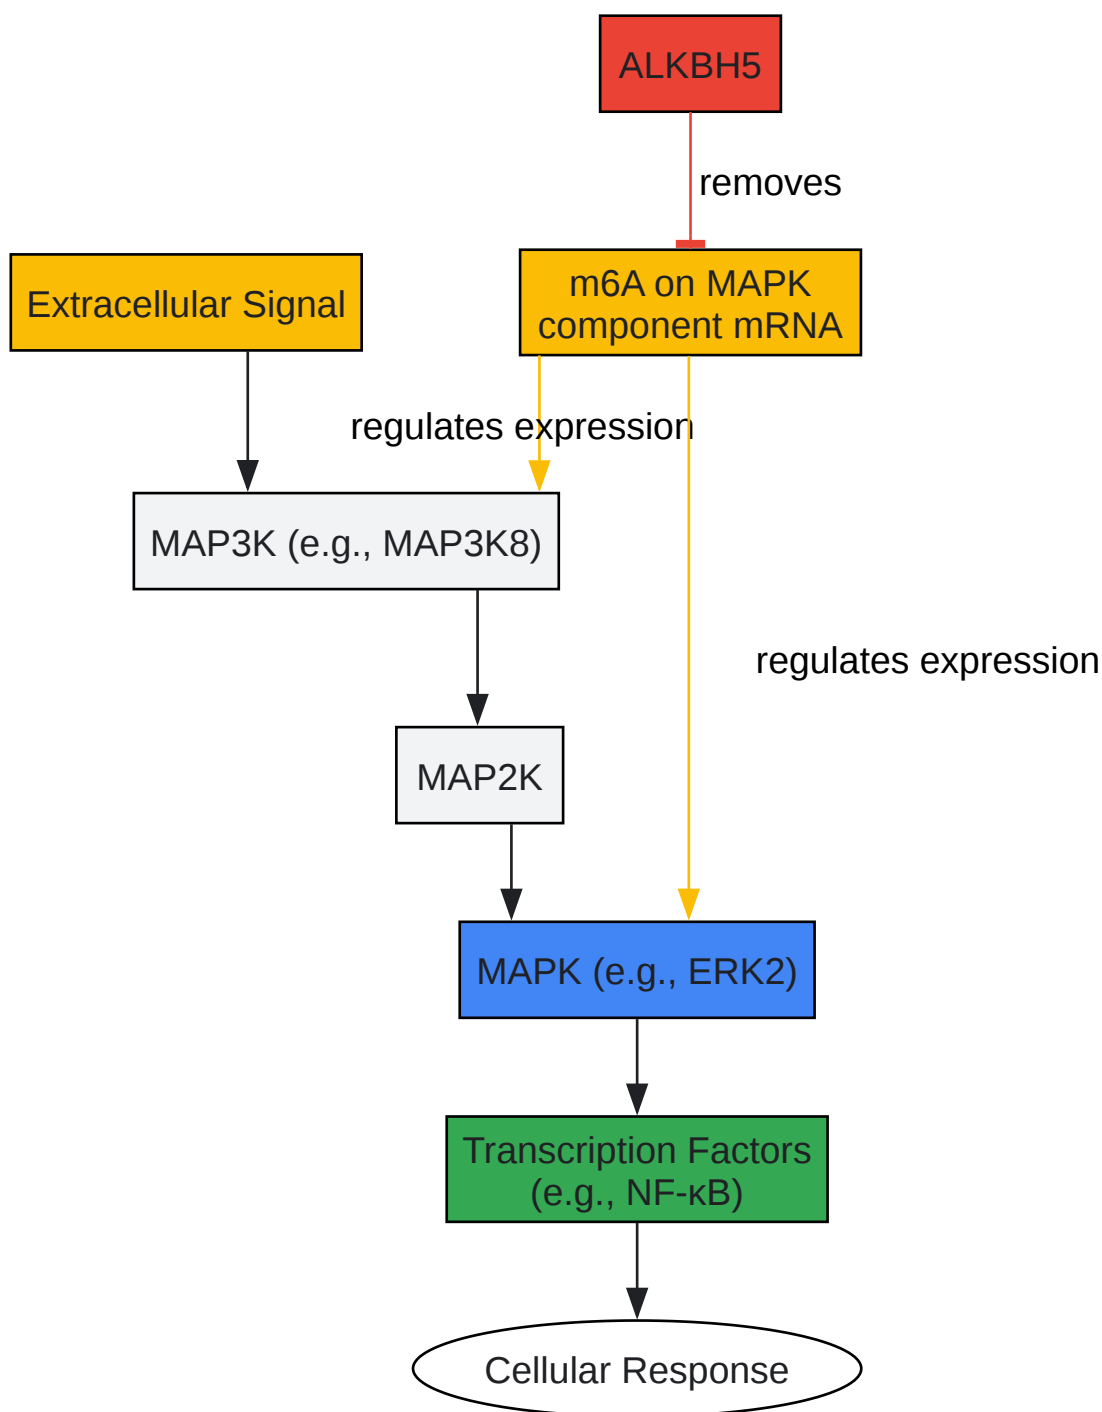 ALKBH5
removes
Extracellular Signal
m6A on MAPK
component mRNA
regulates expression
MAP3K (e.g., MAP3K8)
regulates expression
MAP2K
MAPK (e.g., ERK2)
Transcription Factors
(e.g., NF-κB)
Cellular Response